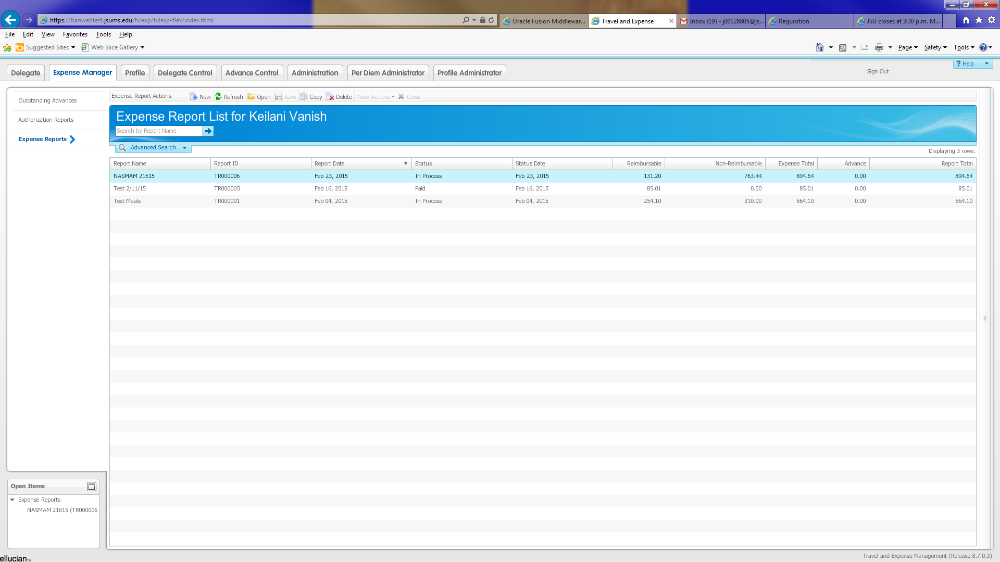 https://banwebtest.jsums.edu/tvlexp/tvlexp-flex/index.html
Oracle Fusion Middlewar...
Travel and Expense
Inbox (19) - j00128805@js...
Requisition
JSU closes at 3:30 p.m. M...
File Edit View Favorites Tools Help
Suggested Sites Web Slice Gallery
Page Safety Tools
Help
Delegate Expense Manager Profile Delegate Control Advance Control Administration Per Diem Administrator Profile Administrator
Sign Out
Outstanding Advances
Authorization Reports
Expense Reports
Expense Report Actions New Refresh Open Save Copy Delete More Actions Close
Expense Report List for Keilani Vanish
Search by Report Name
Advanced Search
Displaying 3 rows.
Report Name Report ID Report Date Status Status Date Reimbursable Non-Reimbursable Expense Total Advance Report Total
NASMAM 21615 TR000006 Feb 23, 2015 In Process Feb 23, 2015 131.20 763.44 894.64 0.00 894.64
Test 2/11/15 TR000005 Feb 16, 2015 Paid Feb 16, 2015 85.01 0.00 85.01 0.00 85.01
Test Meals TR000001 Feb 04, 2015 In Process Feb 04, 2015 254.10 310.00 564.10 0.00 564.10
Open Items
Expense Reports
NASMAM 21615 (TR000006
ellucian™
Travel and Expense Management (Release 8.7.0.3)